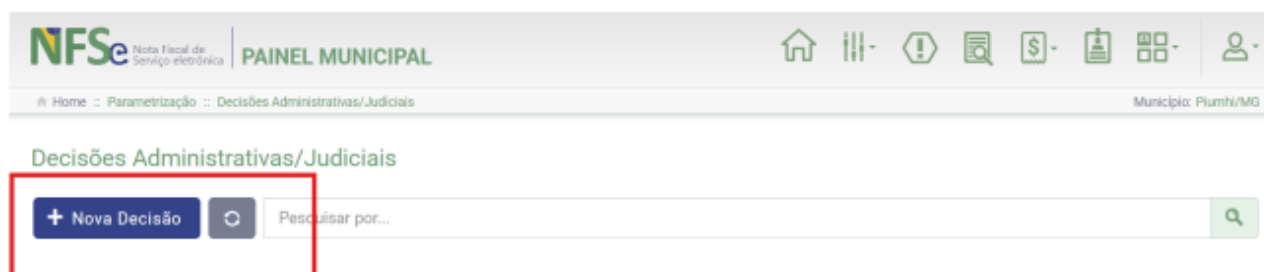 NFSe Nota Fiscal de
Serviço eletrônica PAINEL MUNICIPAL
Home :: Parametrização :: Decisões Administrativas/Judiciais
Município: Piumhi/MG
Decisões Administrativas/Judiciais
+ Nova Decisão
Pesquisar por...